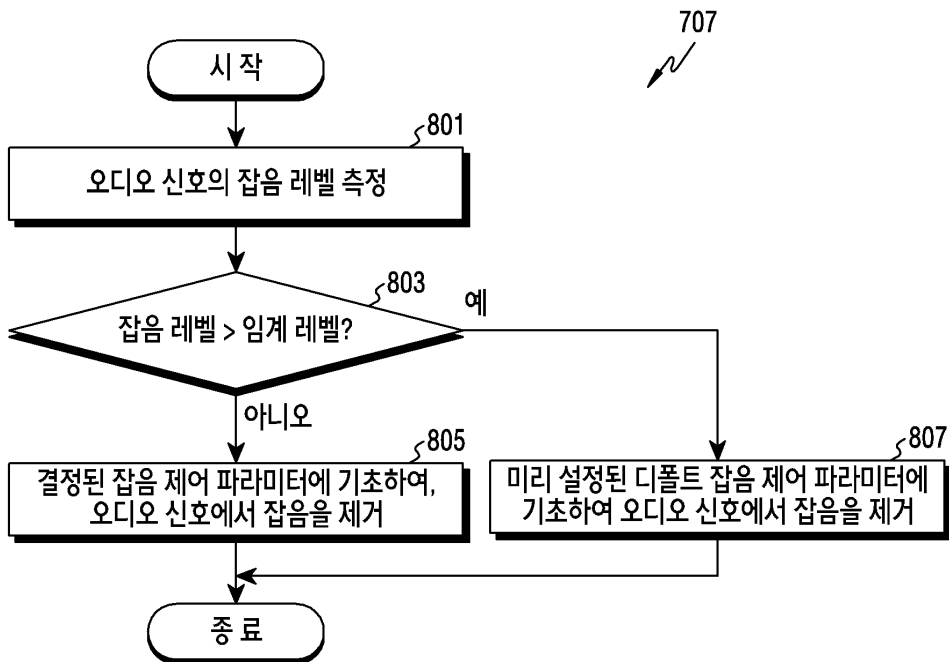 707
시 작
801
오디오 신호의 잡음 레벨 측정
803
잡음 레벨 > 임계 레벨?
예
아니오
805
결정된 잡음 제어 파라미터에 기초하여,
오디오 신호에서 잡음을 제거
807
미리 설정된 디폴트 잡음 제어 파라미터에
기초하여 오디오 신호에서 잡음을 제거
종 료